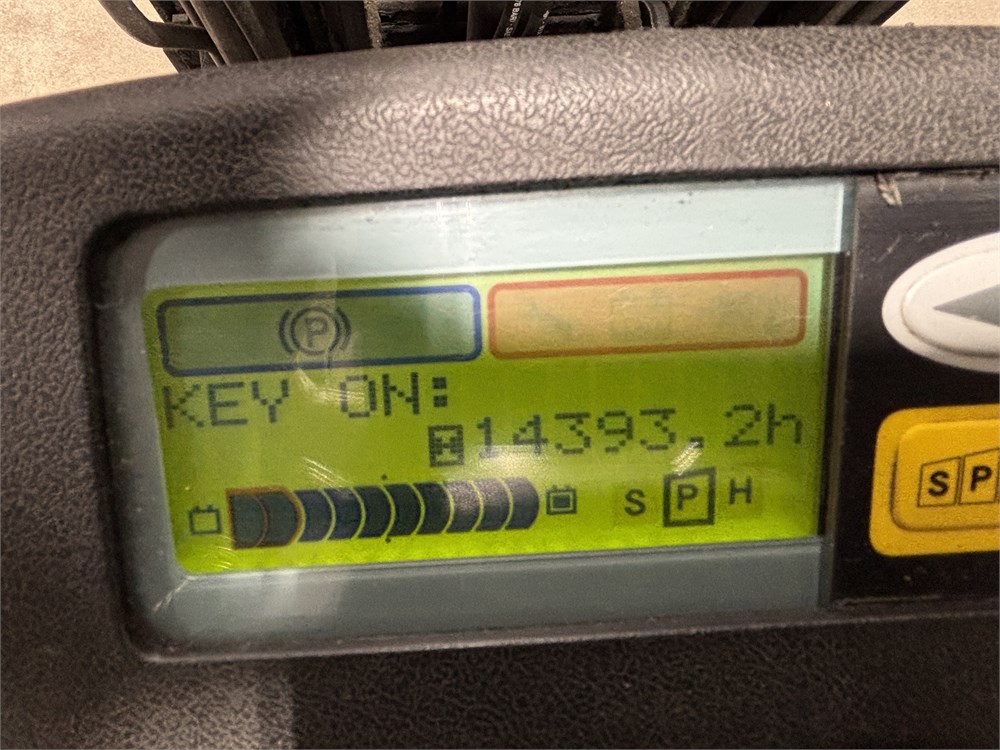 P
KEY ON:
H 14393.2h
S P H
SP